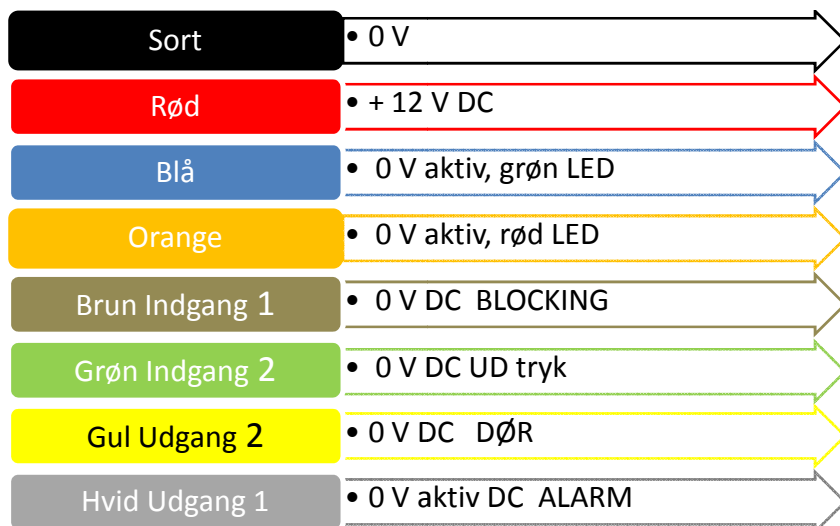 Sort • 0 V
Rød • + 12 V DC
Blå • 0 V aktiv, grøn LED
Orange • 0 V aktiv, rød LED
Brun Indgang 1 • 0 V DC BLOCKING
Grøn Indgang 2 • 0 V DC UD tryk
Gul Udgang 2 • 0 V DC DØR
Hvid Udgang 1 • 0 V aktiv DC ALARM